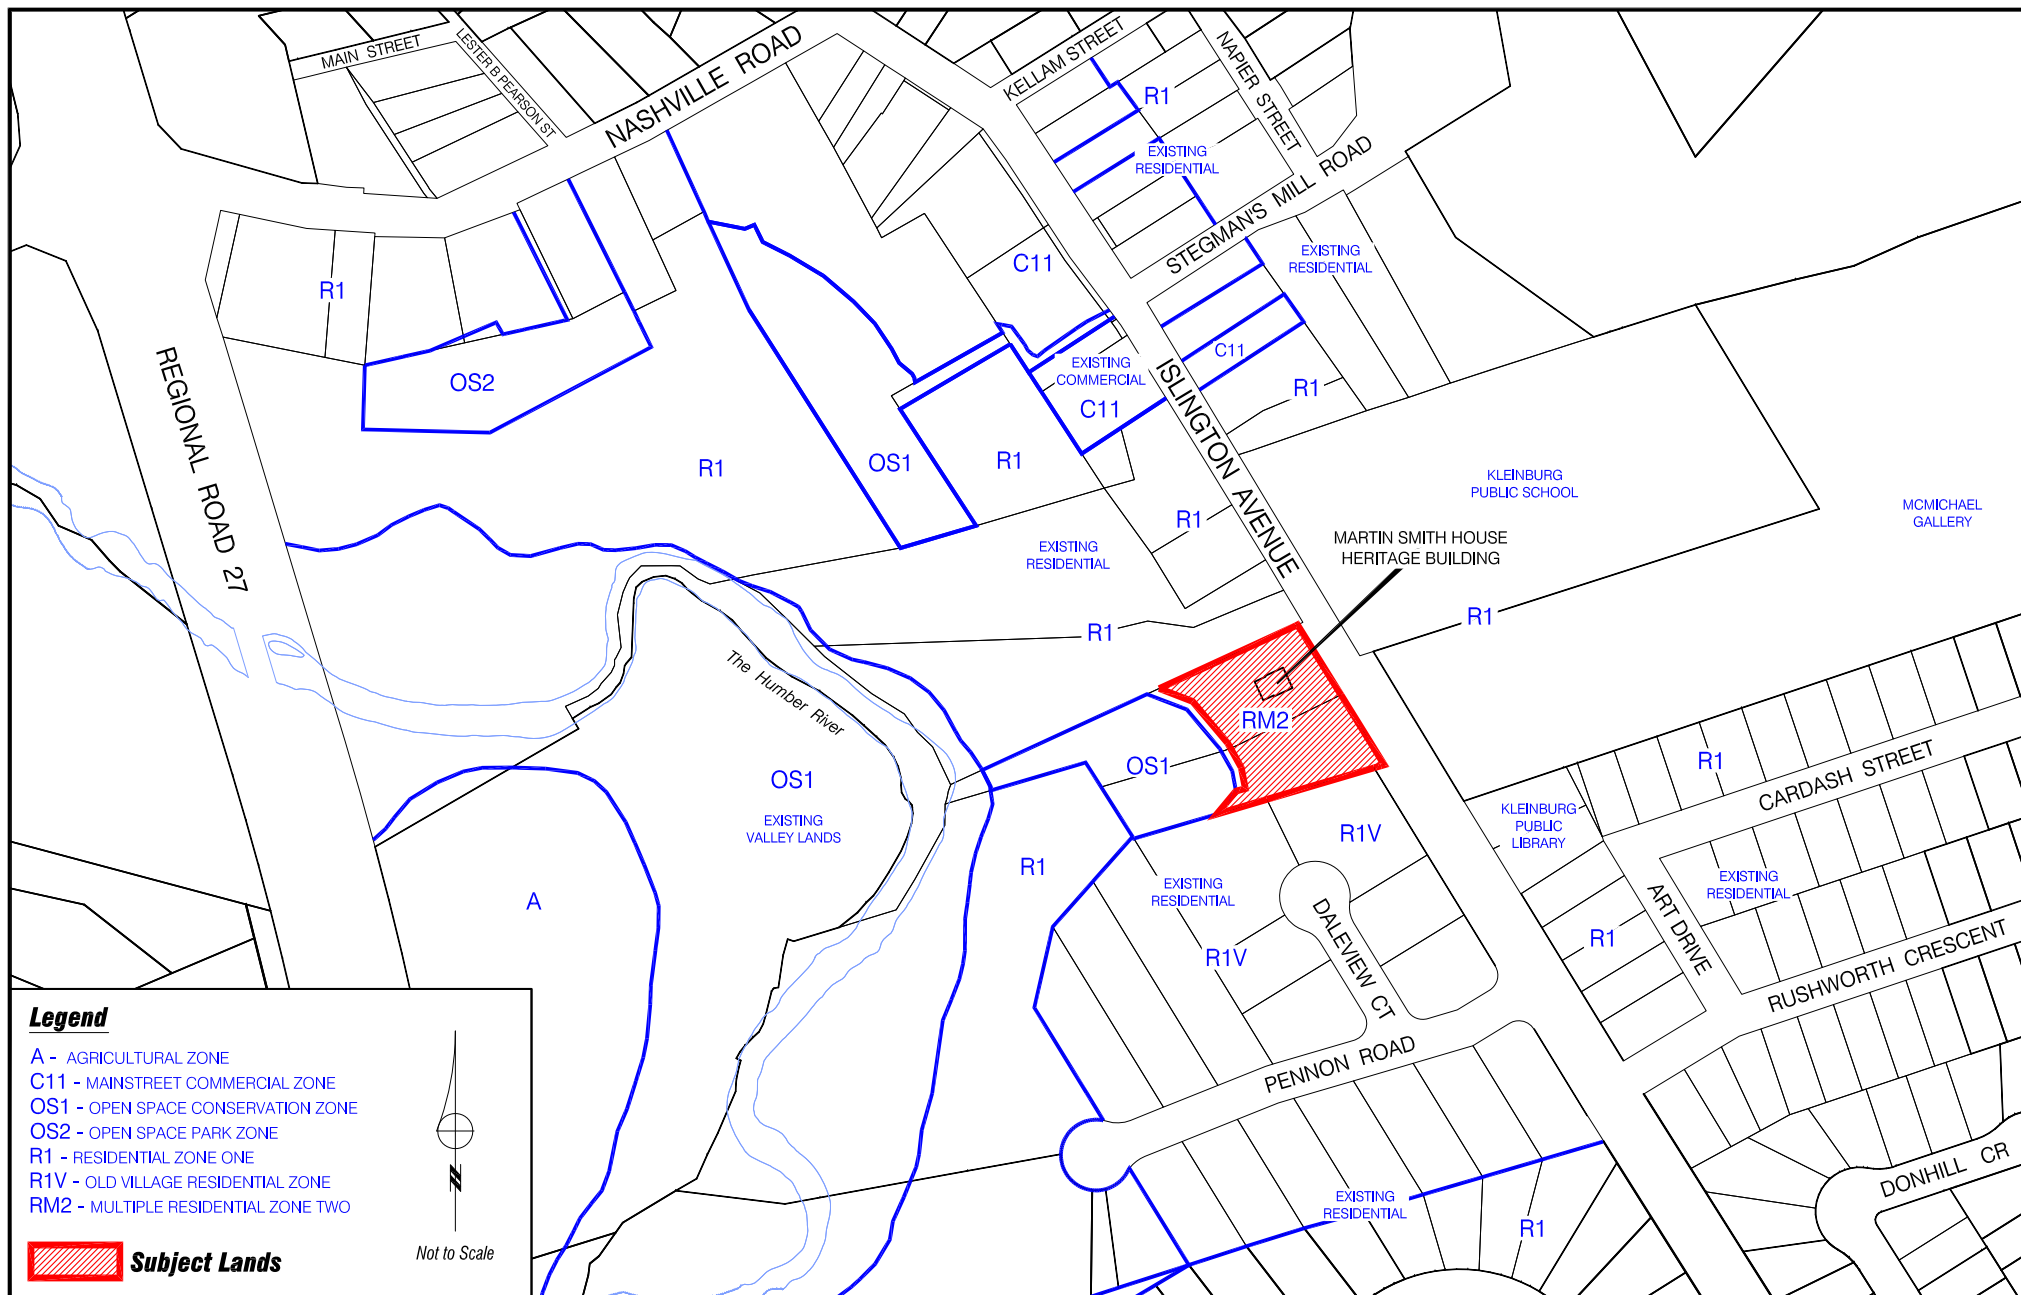 MAIN STREET
LESTER B PEARSON ST
NASHVILLE ROAD
KELLAM STREET
NAPIER STREET
R1
EXISTING
RESIDENTIAL
STEGMAN'S MILL ROAD
EXISTING
RESIDENTIAL
C11
R1
REGIONAL ROAD 27
OS2
EXISTING
COMMERCIAL
C11
C11
R1
ISLINGTON AVENUE
R1
OS1
R1
KLEINBURG
PUBLIC SCHOOL
MCMICHAEL
GALLERY
R1
EXISTING
RESIDENTIAL
MARTIN SMITH HOUSE
HERITAGE BUILDING
R1
R1
The Humber River
RM2
OS1
OS1
EXISTING
VALLEY LANDS
R1
CARDASH STREET
KLEINBURG
PUBLIC
LIBRARY
R1V
R1
EXISTING
RESIDENTIAL
EXISTING
RESIDENTIAL
A
R1V
DALEVIEW CT
R1
ART DRIVE
RUSHWORTH CRESCENT
PENNON ROAD
DONHILL CR
EXISTING
RESIDENTIAL
R1
Legend
A - AGRICULTURAL ZONE
C11 - MAINSTREET COMMERCIAL ZONE
OS1 - OPEN SPACE CONSERVATION ZONE
OS2 - OPEN SPACE PARK ZONE
R1 - RESIDENTIAL ZONE ONE
R1V - OLD VILLAGE RESIDENTIAL ZONE
RM2 - MULTIPLE RESIDENTIAL ZONE TWO
N
Subject Lands
Not to Scale